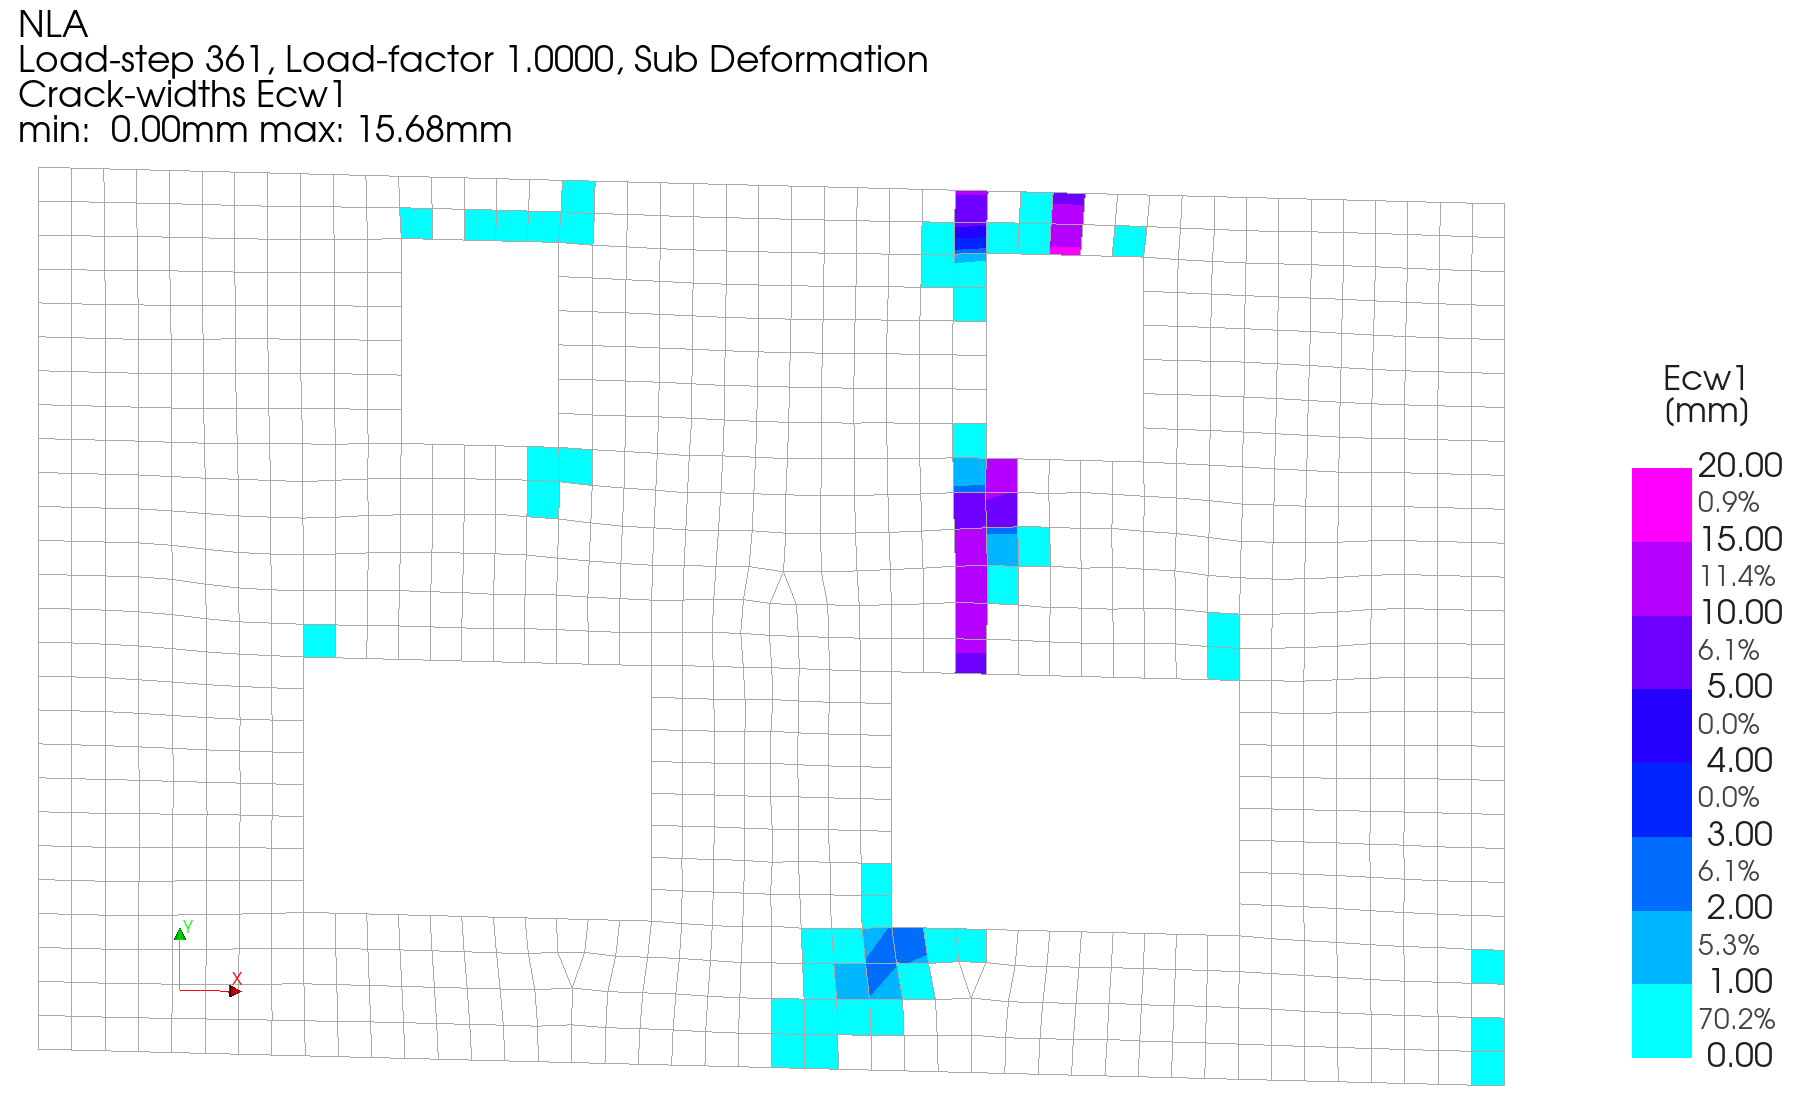 NLA
Load-step 361, Load-factor 1.0000, Sub Deformation
Crack-widths Ecw1
min:  0.00mm max: 15.68mm
Ecw1
(mm)
20.00
0.9%
15.00
11.4%
10.00
6.1%
5.00
0.0%
4.00
0.0%
3.00
6.1%
2.00
5.3%
1.00
70.2%
0.00
Y
X